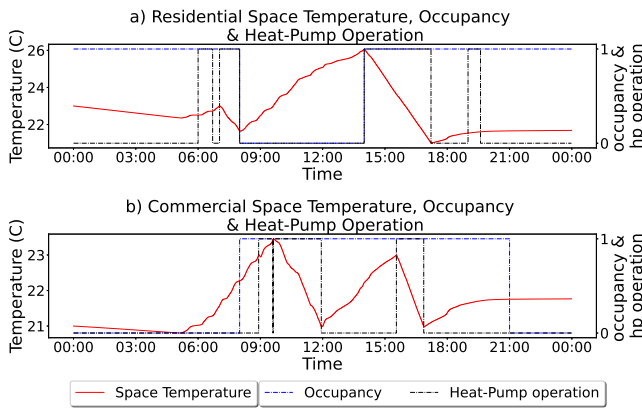 a) Residential Space Temperature, Occupancy
& Heat-Pump Operation
Temperature (C)
26
24
22
1
0
occupancy &
hp operation
00:00 03:00 06:00 09:00 12:00 15:00 18:00 21:00 00:00
Time
b) Commercial Space Temperature, Occupancy
& Heat-Pump Operation
Temperature (C)
23
22
21
1
0
occupancy &
hp operation
00:00 03:00 06:00 09:00 12:00 15:00 18:00 21:00 00:00
Time
Space Temperature Occupancy Heat-Pump operation